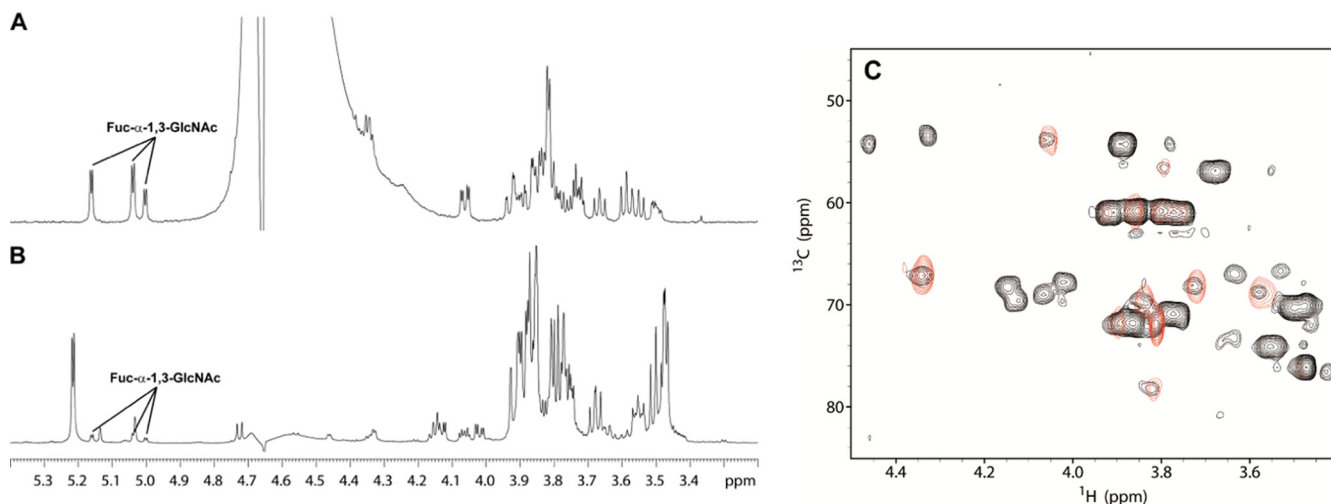 A
Fuc-α-1,3-GlcNAc
B
Fuc-α-1,3-GlcNAc
5.3 5.2 5.1 5.0 4.9 4.8 4.7 4.6 4.5 4.4 4.3 4.2 4.1 4.0 3.9 3.8 3.7 3.6 3.5 3.4 ppm
C
50
60
70
80
¹³C (ppm)
4.4 4.2 4.0 3.8 3.6
¹H (ppm)